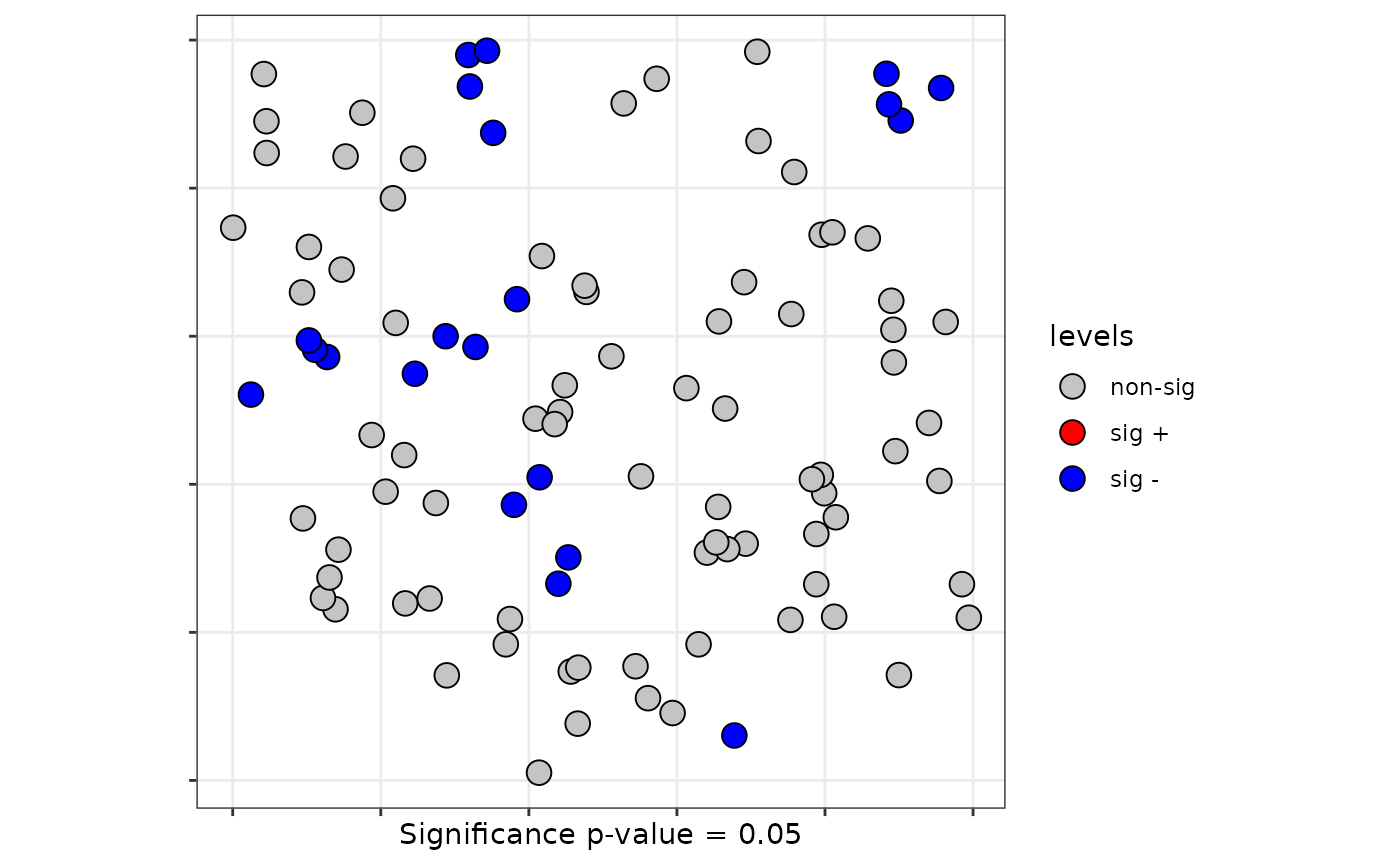 levels
non-sig
sig +
sig -
Significance p-value = 0.05